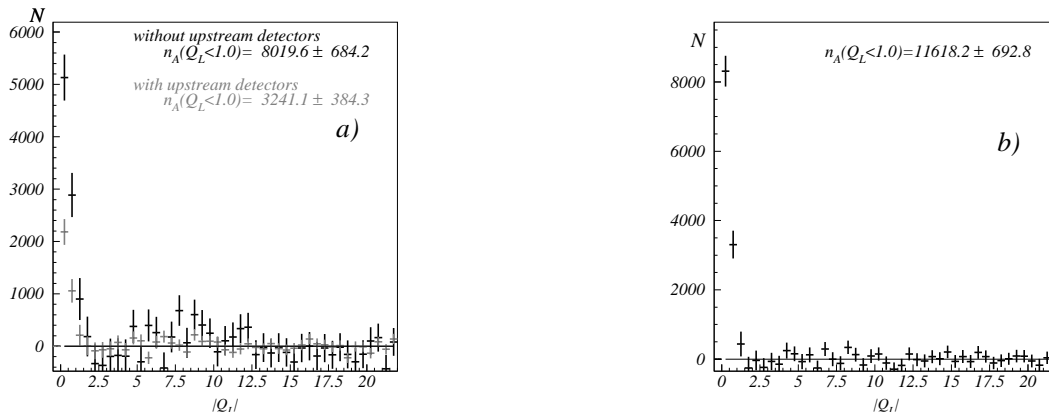 N
6000
5000
4000
3000
2000
1000
0
without upstream detectors
n_A(Q_L<1.0)= 8019.6 ± 684.2
with upstream detectors
n_A(Q_L<1.0)= 3241.1 ± 384.3
a)
0 2.5 5 7.5 10 12.5 15 17.5 20
|Q_L|
N
8000
6000
4000
2000
0
n_A(Q_L<1.0)=11618.2 ± 692.8
b)
0 2.5 5 7.5 10 12.5 15 17.5 20
|Q_L|